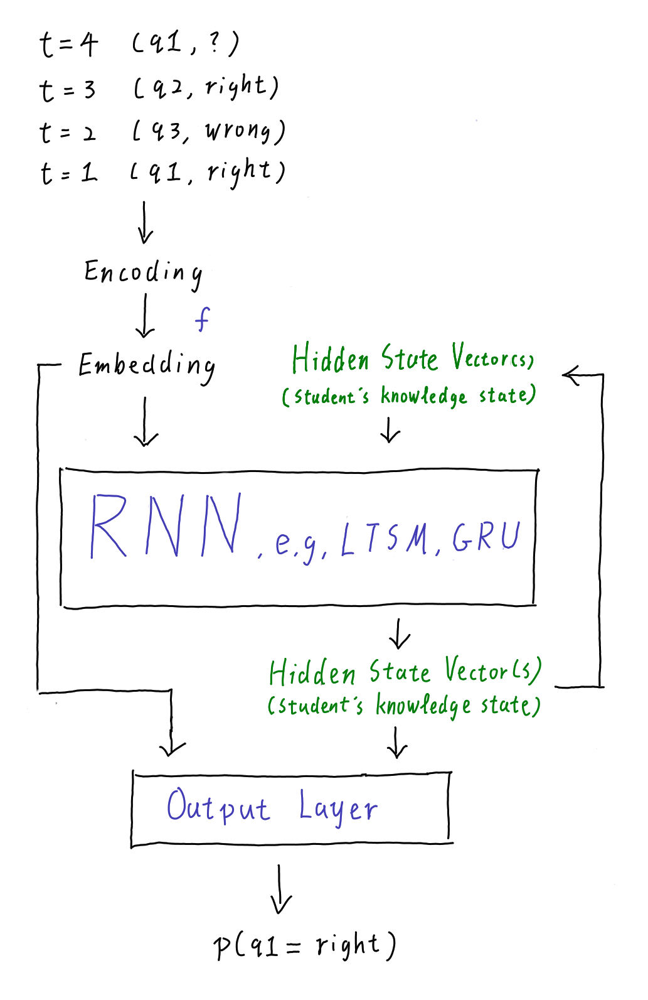 t=4 (q1, ?)
t=3 (q2, right)
t=2 (q3, wrong)
t=1 (q1, right)
Encoding
f
Embedding
Hidden State Vector(s)
(student's knowledge state)
RNN, e.g, LTSM, GRU
Hidden State Vector(s)
(student's knowledge state)
Output Layer
p(q1= right)